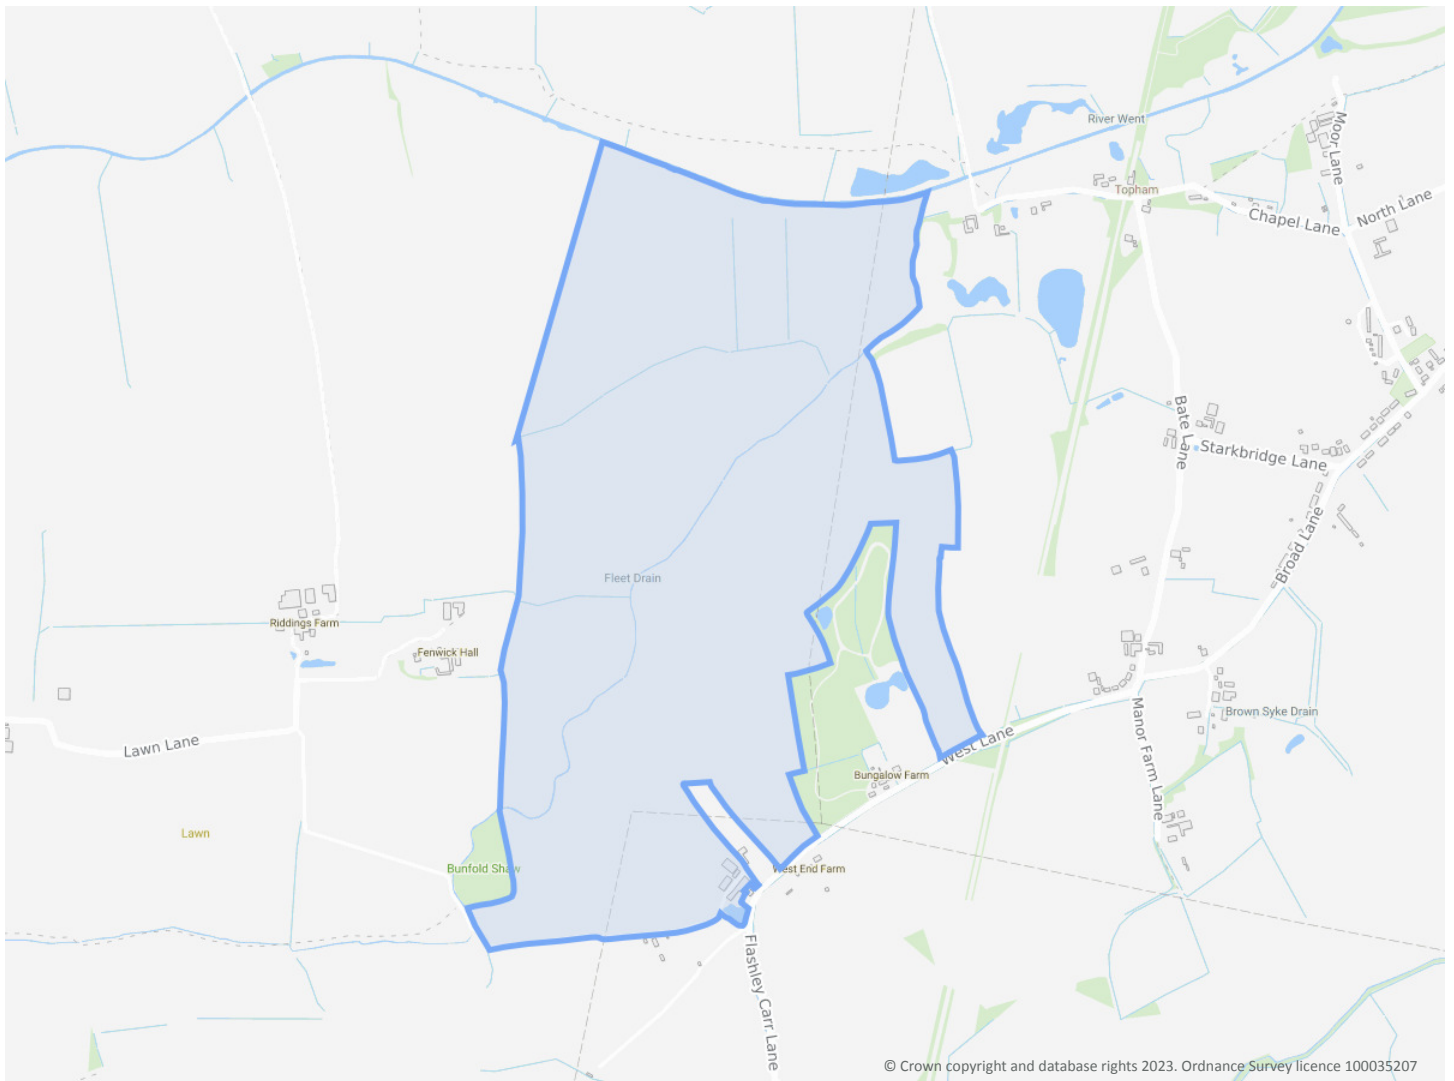 River Went
Moor Lane
Topham
North Lane
Chapel Lane
Bate Lane
Starkbridge Lane
Broad Lane
Fleet Drain
Riddings Farm
Fenwick Hall
Brown Syke Drain
Manor Farm Lane
West Lane
Lawn Lane
Bungalow Farm
Lawn
Bunfold Shaw
West End Farm
Flashley Carr Lane
© Crown copyright and database rights 2023. Ordnance Survey licence 100035207